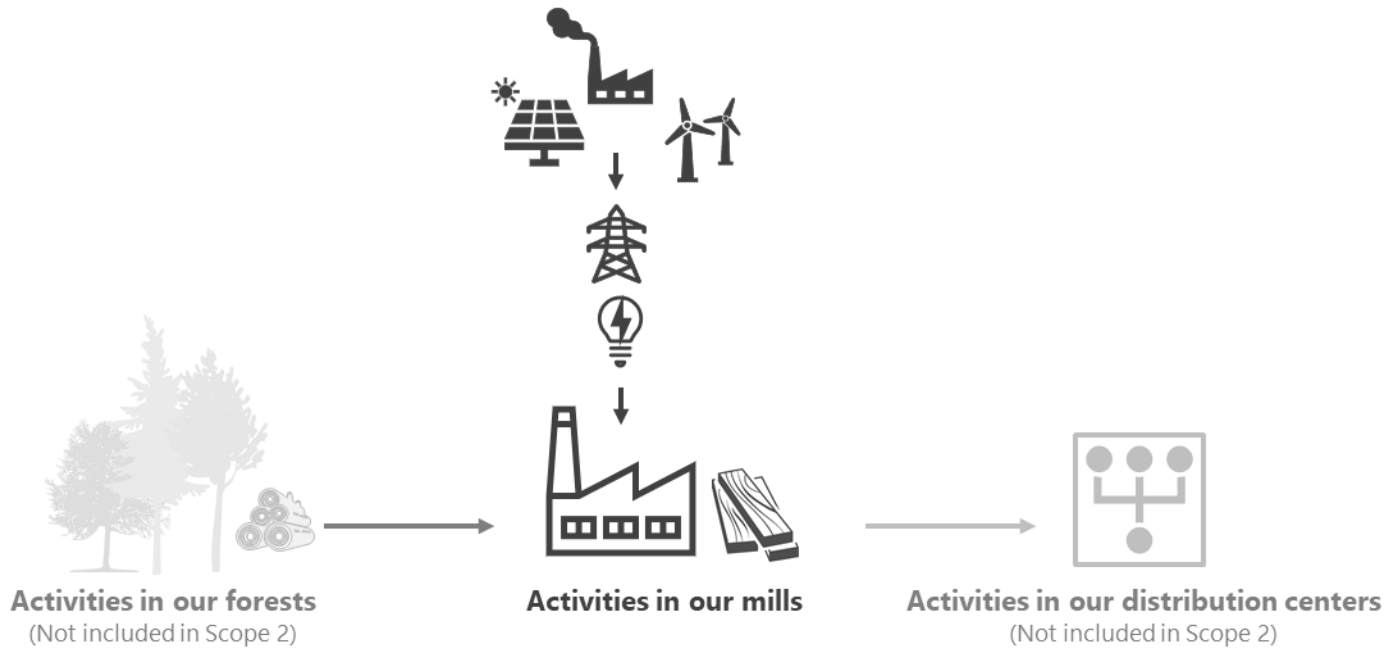 Activities in our forests
(Not included in Scope 2)
Activities in our mills
Activities in our distribution centers
(Not included in Scope 2)